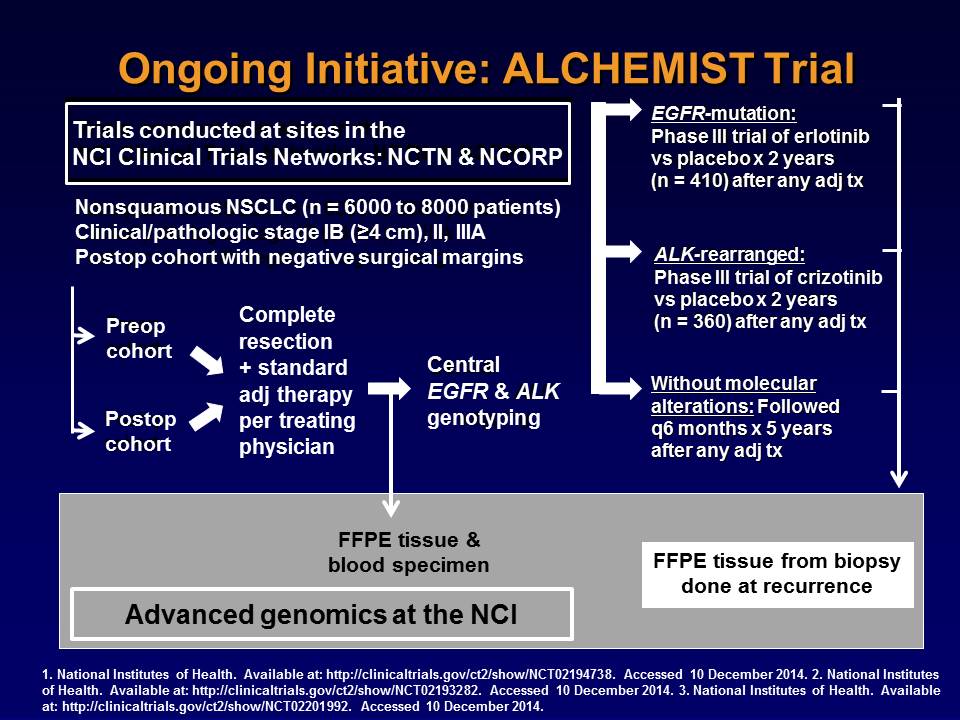 Ongoing Initiative: ALCHEMIST Trial
Trials conducted at sites in the
NCI Clinical Trials Networks: NCTN & NCORP
Nonsquamous NSCLC (n = 6000 to 8000 patients)
Clinical/pathologic stage IB (≥4 cm), II, IIIA
Postop cohort with negative surgical margins
Preop
cohort
Postop
cohort
Complete
resection
+ standard
adj therapy
per treating
physician
Central
EGFR & ALK
genotyping
EGFR-mutation:
Phase III trial of erlotinib
vs placebo x 2 years
(n = 410) after any adj tx
ALK-rearranged:
Phase III trial of crizotinib
vs placebo x 2 years
(n = 360) after any adj tx
Without molecular
alterations: Followed
q6 months x 5 years
after any adj tx
FFPE tissue &
blood specimen
FFPE tissue from biopsy
done at recurrence
Advanced genomics at the NCI
1. National Institutes of Health. Available at: http://clinicaltrials.gov/ct2/show/NCT02194738. Accessed 10 December 2014. 2. National Institutes
of Health. Available at: http://clinicaltrials.gov/ct2/show/NCT02193282. Accessed 10 December 2014. 3. National Institutes of Health. Available
at: http://clinicaltrials.gov/ct2/show/NCT02201992. Accessed 10 December 2014.